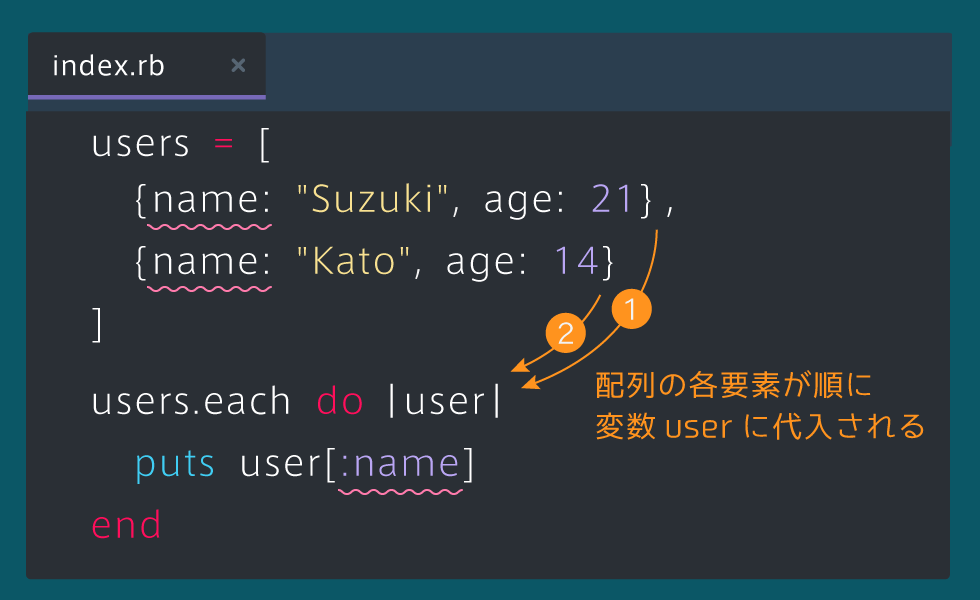 index.rb ×
users = [
{name: "Suzuki", age: 21},
{name: "Kato", age: 14}
]
1
2
users.each do |user|
配列の各要素が順に
変数 user に代入される
puts user[:name]
end